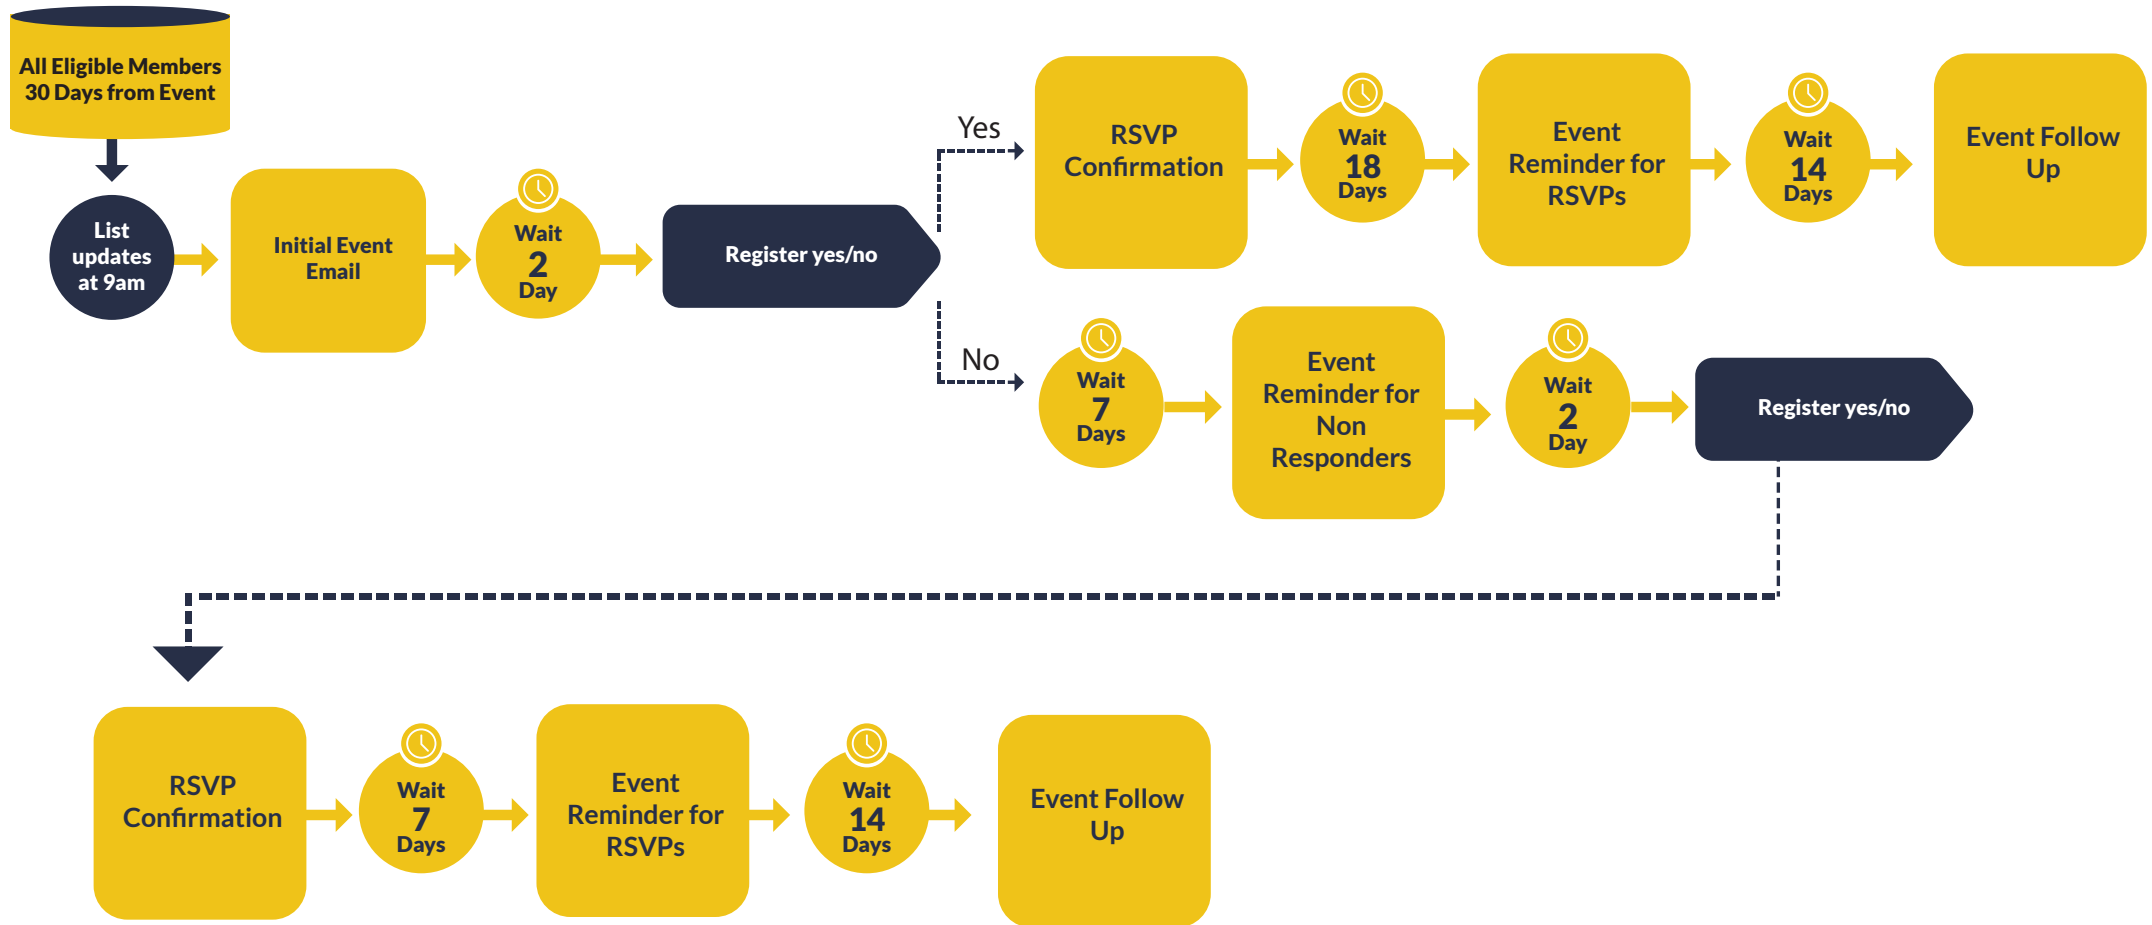 All Eligible Members
30 Days from Event
List
updates
at 9am
Initial Event
Email
Wait
2
Day
Register yes/no
Yes
RSVP
Confirmation
Wait
18
Days
Event
Reminder for
RSVPs
Wait
14
Days
Event Follow
Up
No
Wait
7
Days
Event
Reminder for
Non
Responders
Wait
2
Day
Register yes/no
RSVP
Confirmation
Wait
7
Days
Event
Reminder for
RSVPs
Wait
14
Days
Event Follow
Up